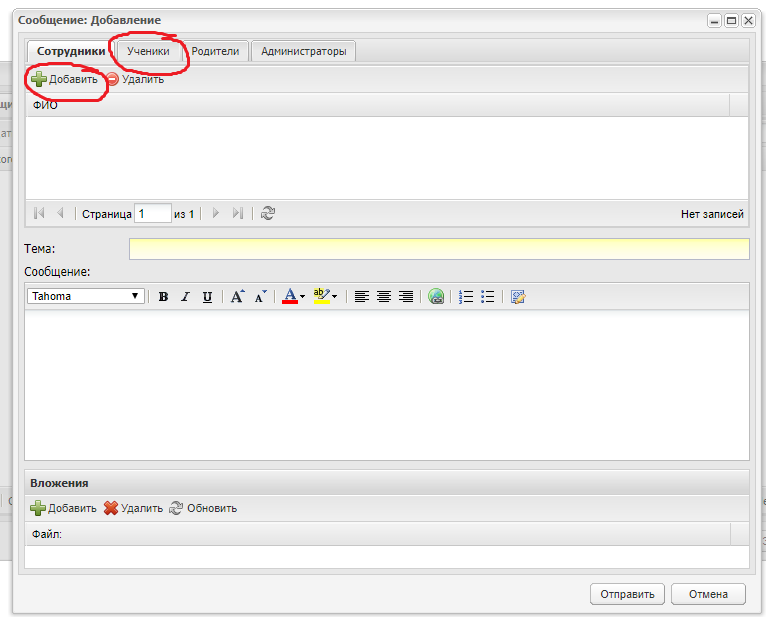 Сообщение: Добавление
Сотрудники Ученики Родители Администраторы
Добавить Удалить
ФИО
Страница 1 из 1 Нет записей
Тема:
Сообщение:
Tahoma B I U A A A ab
Вложения
Добавить Удалить Обновить
Файл:
Отправить Отмена